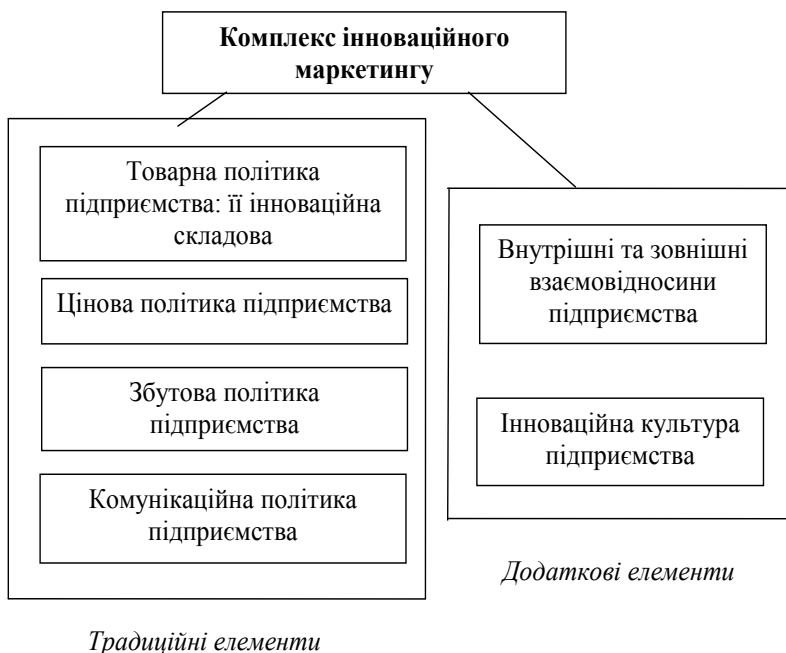 Комплекс інноваційного
маркетингу
Товарна політика
підприємства: її інноваційна
складова
Цінова політика підприємства
Збутова політика
підприємства
Комунікаційна політика
підприємства
Традиційні елементи
Внутрішні та зовнішні
взаємовідносини
підприємства
Інноваційна культура
підприємства
Додаткові елементи